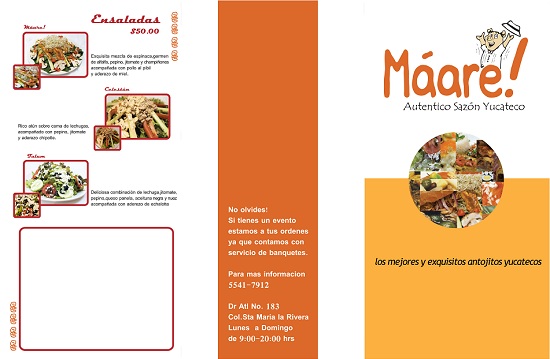 Ensaladas
$50.00
Máare!
Exquisita mezcla de espinaca,germen
de alfalfa, pepino, jitomate y champiñones
acompañada con pollo al pibil
y aderezo de miel.
Celestún
Rico atún sobre cama de lechugas,
acompañada con pepino, jitomate
y aderezo chipotle.
Tulum
Deliciosa combinación de lechuga,jitomate,
pepino,queso panela, aceituna negra y nuez
acompañado con aderezo de echalote
No olvides!
Si tienes un evento
estamos a tus ordenes
ya que contamos con
servicio de banquetes.
Para mas informacion
5541-7912
Dr Atl No. 183
Col.Sta Maria la Rivera
Lunes a Domingo
de 9:00-20:00 hrs
Máare!
Autentico Sazón Yucateco
los mejores y exquisitos antojitos yucatecos